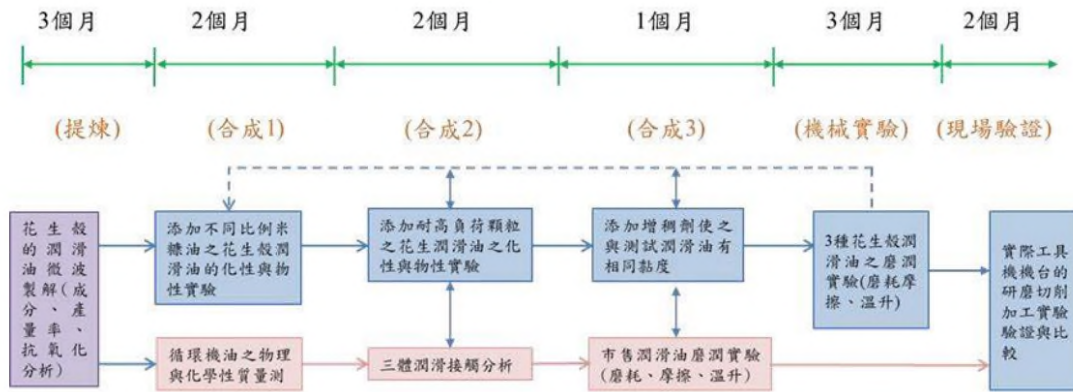 3個月
2個月
2個月
1個月
3個月
2個月
(提煉)
(合成1)
(合成2)
(合成3)
(機械實驗)
(現場驗證)
花生殼
的潤滑
油微波
製解(成
分、產
量率、
抗氧化
分析)
添加不同比例米
糠油之花生殼潤
滑油的化性與物
性實驗
添加耐高負荷顆粒
之花生潤滑油之化
性與物性實驗
添加增稠劑使之
與測試潤滑油有
相同黏度
3種花生殼潤
滑油之磨潤
實驗(磨耗摩
擦、溫升)
實際工具
機機台的
研磨切削
加工實驗
驗證與比
較
循環機油之物理
與化學性質量測
三體潤滑接觸分析
市售潤滑油磨潤實驗
(磨耗、摩擦、溫升)